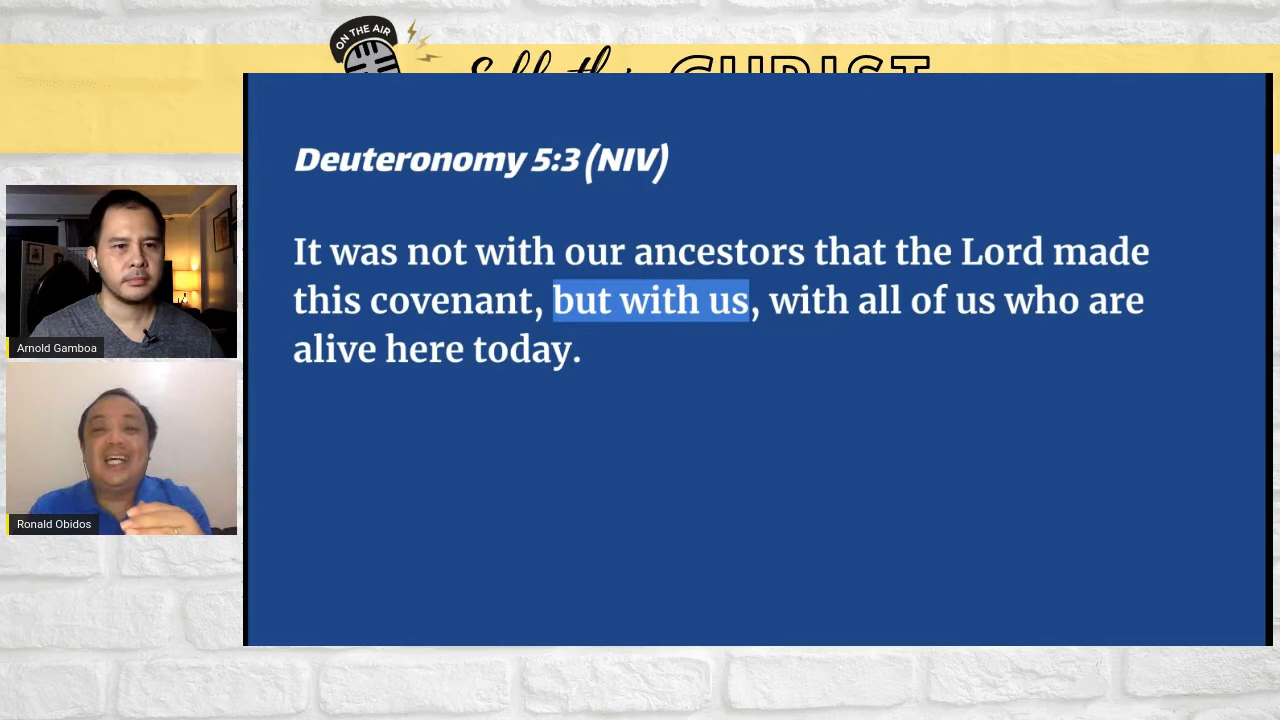 ON THE AIR
CHRIST
Arnold Gamboa
Ronald Obidos
Deuteronomy 5:3 (NIV)
It was not with our ancestors that the Lord made
this covenant, but with us, with all of us who are
alive here today.